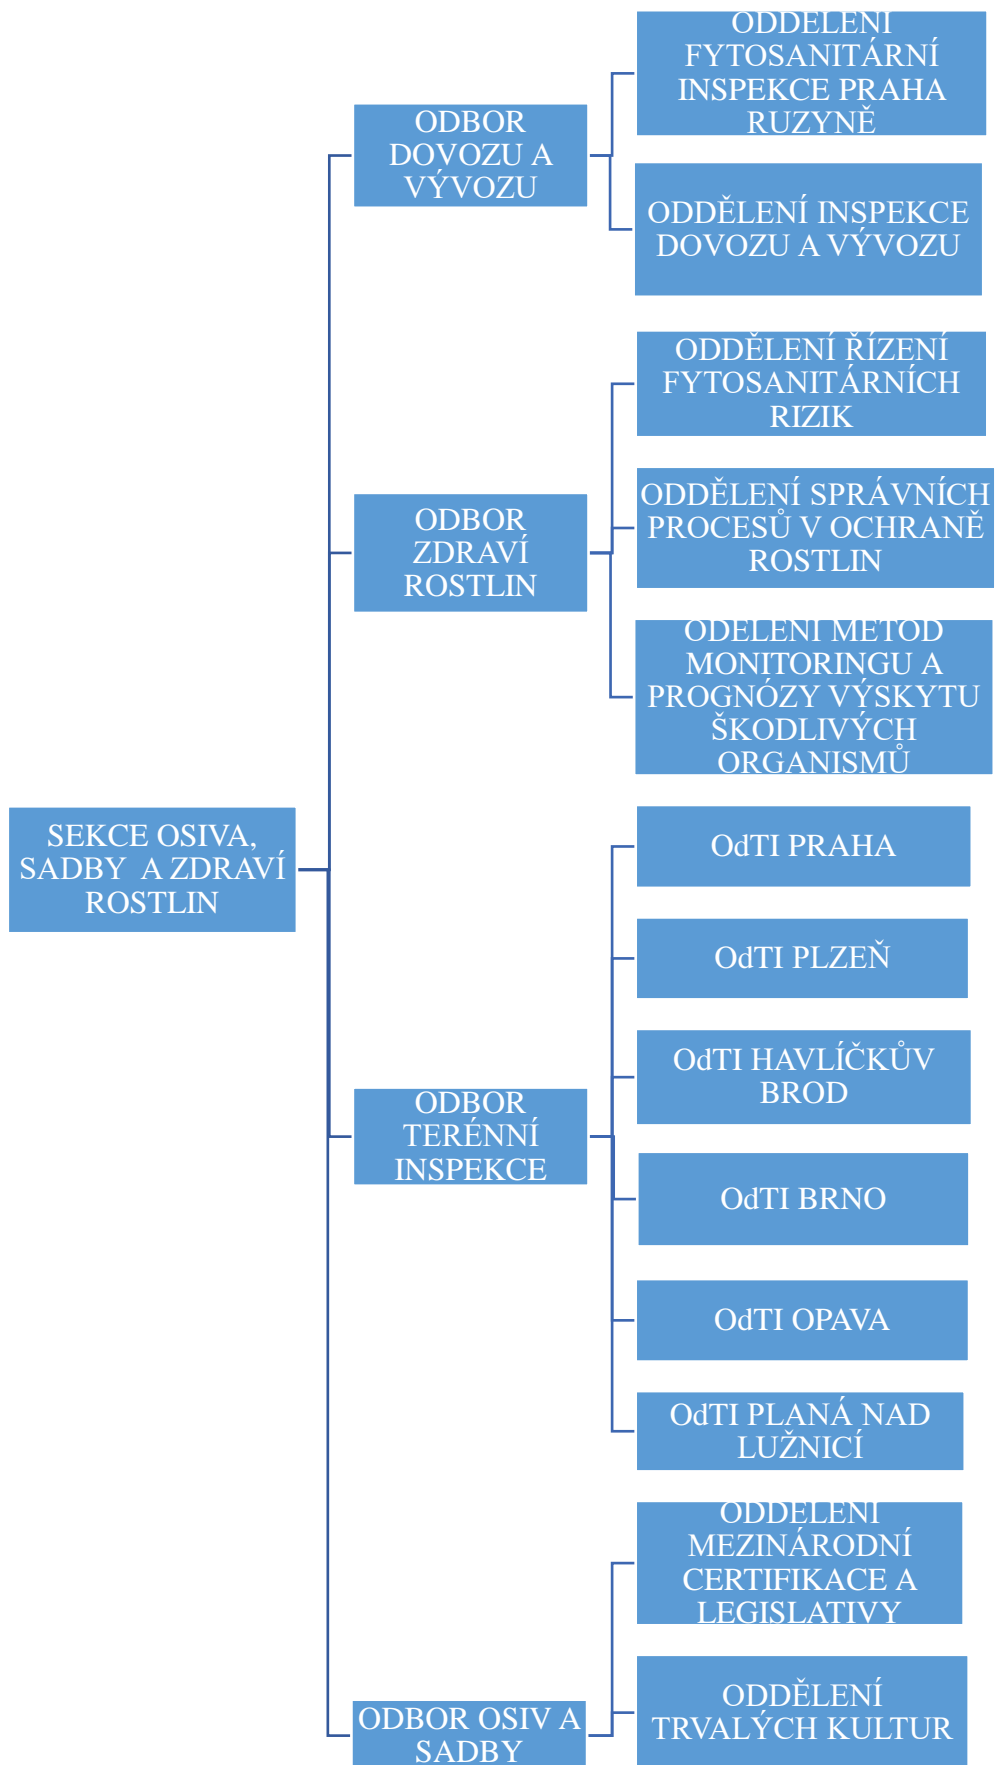 SEKCE OSIVA,
SADBY A ZDRAVÍ
ROSTLIN
ODBOR
DOVOZU A
VÝVOZU
ODDĚLENÍ
FYTOSANITÁRNÍ
INSPEKCE PRAHA
RUZYNĚ
ODDĚLENÍ INSPEKCE
DOVOZU A VÝVOZU
ODBOR
ZDRAVÍ
ROSTLIN
ODDĚLENÍ ŘÍZENÍ
FYTOSANITÁRNÍCH
RIZIK
ODDĚLENÍ SPRÁVNÍCH
PROCESŮ V OCHRANĚ
ROSTLIN
ODĚLENÍ METOD
MONITORINGU A
PROGNÓZY VÝSKYTU
ŠKODLIVÝCH
ORGANISMŮ
ODBOR
TERÉNNÍ
INSPEKCE
OdTI PRAHA
OdTI PLZEŇ
OdTI HAVLÍČKŮV
BROD
OdTI BRNO
OdTI OPAVA
OdTI PLANÁ NAD
LUŽNICÍ
ODBOR OSIV A
SADBY
ODDĚLENÍ
MEZINÁRODNÍ
CERTIFIKACE A
LEGISLATIVY
ODDĚLENÍ
TRVALÝCH KULTUR